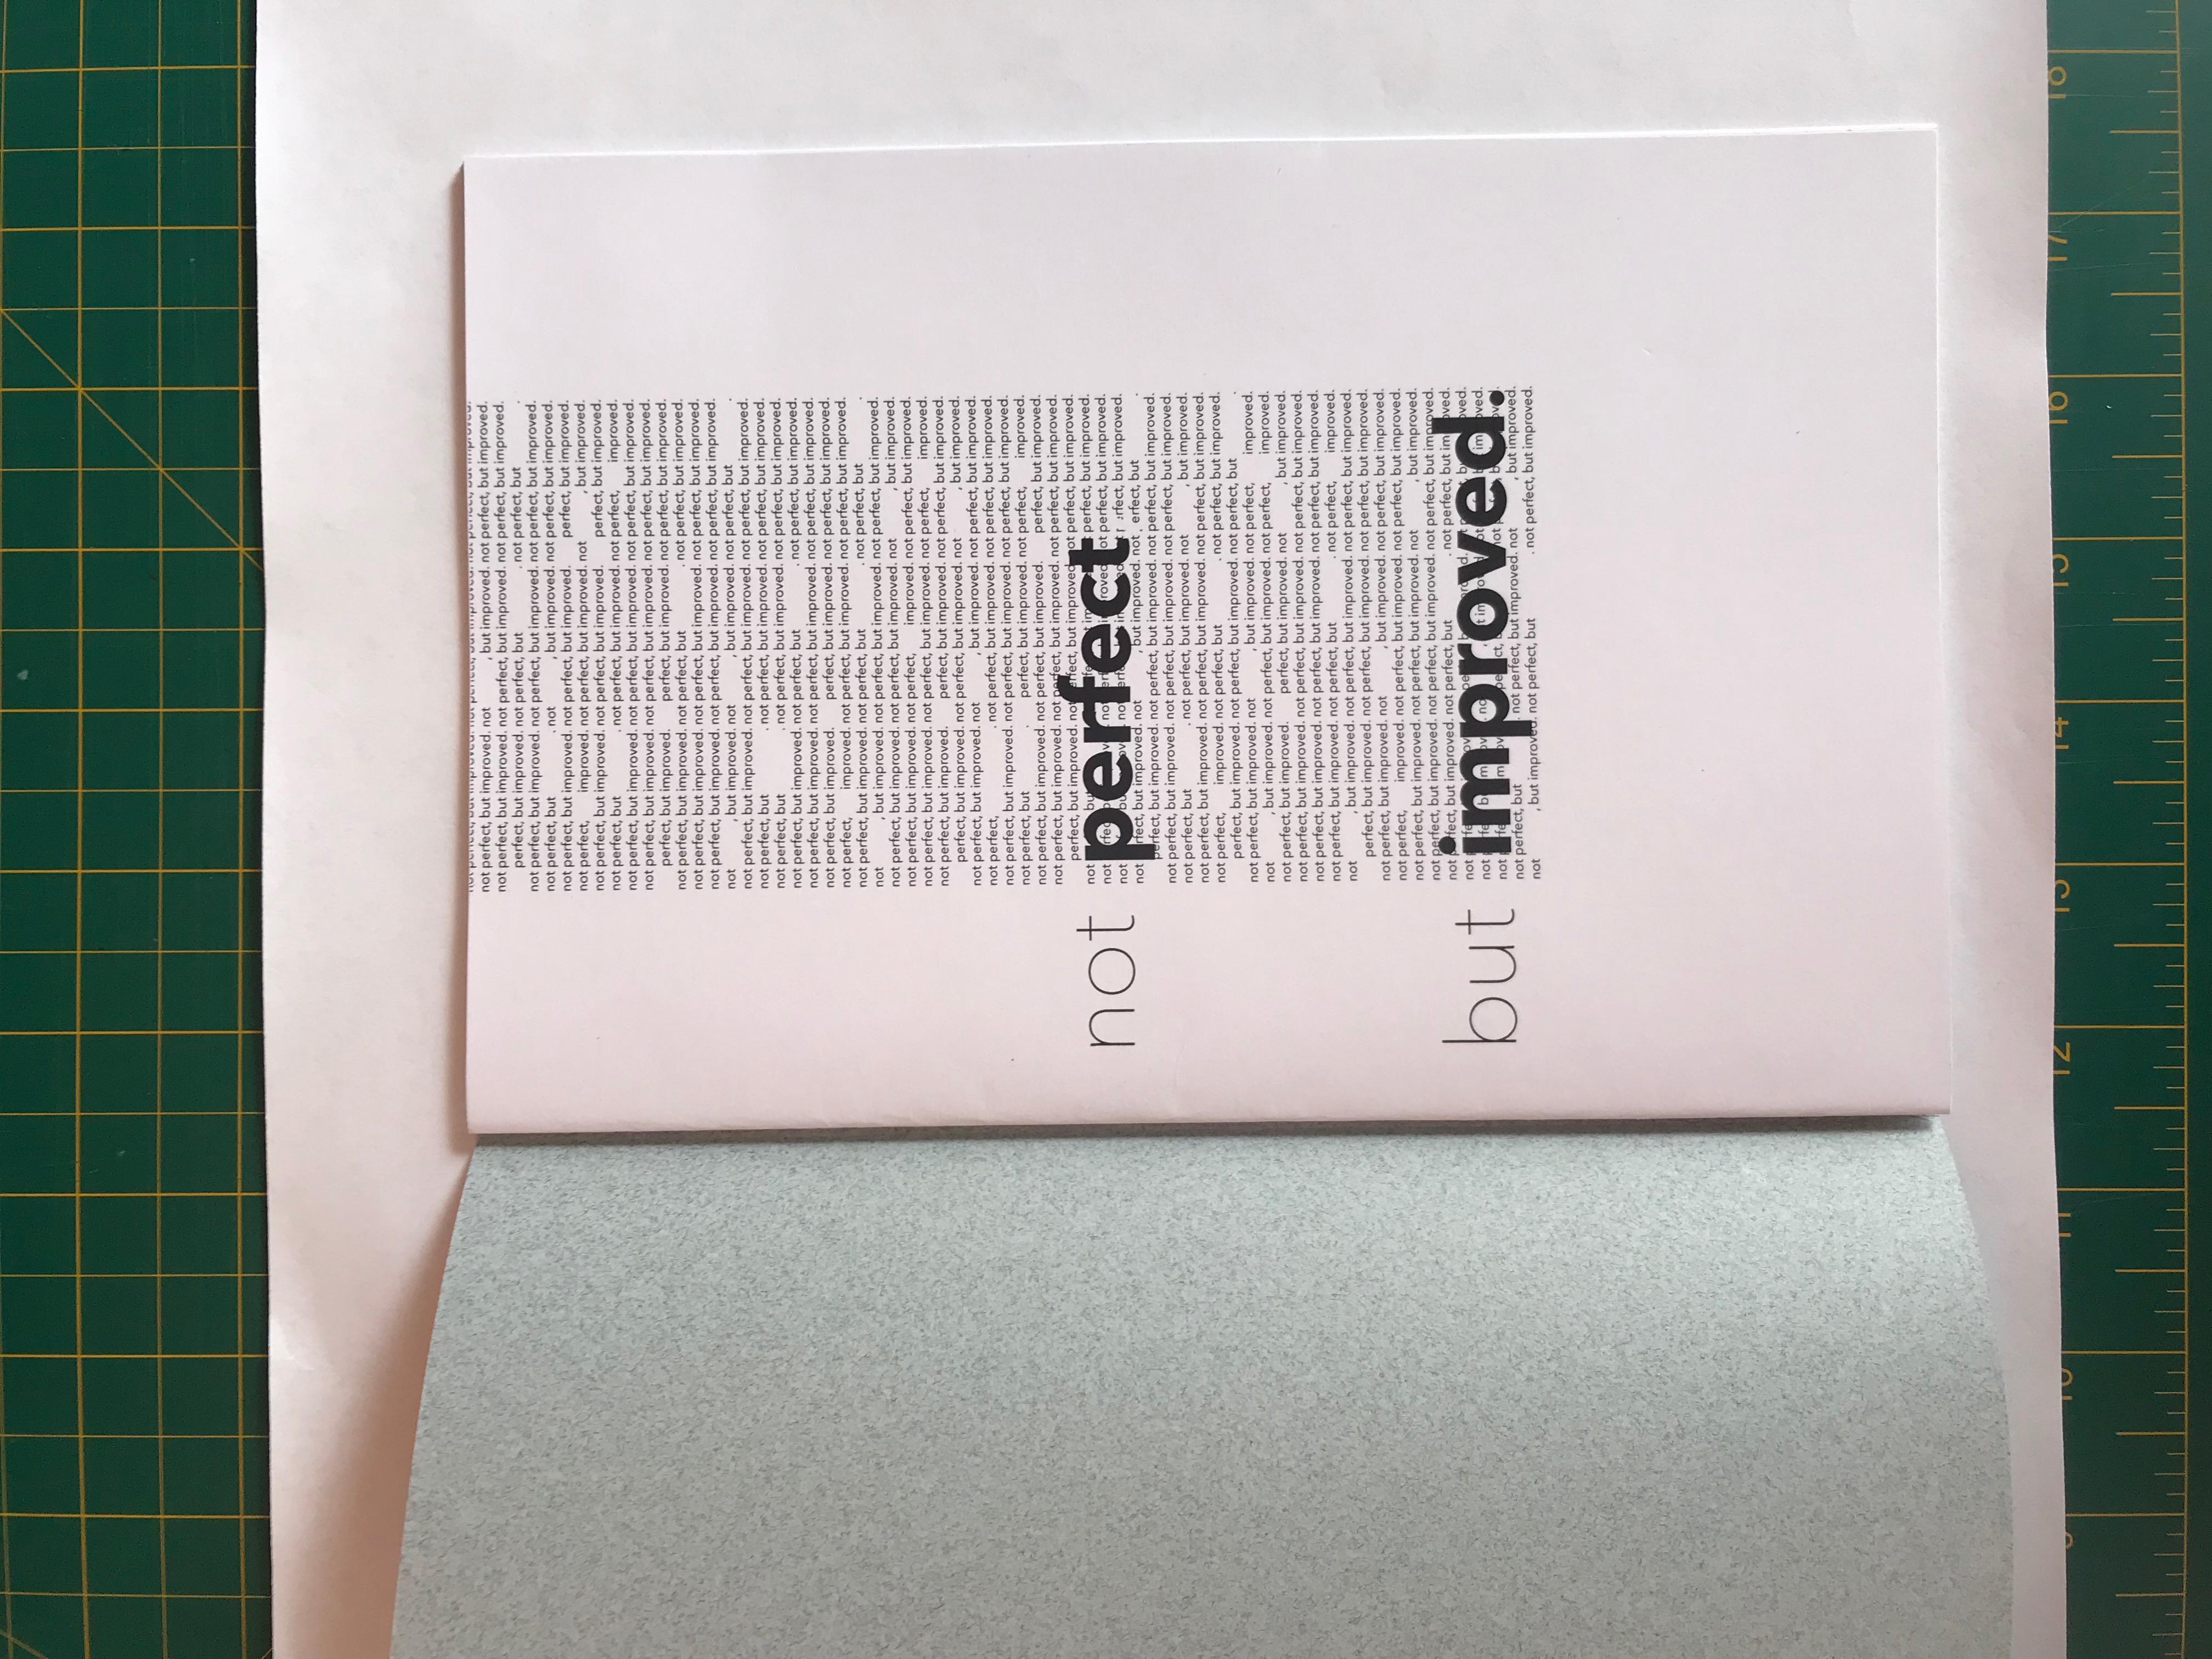 not perfect, but improved. not perfect, but improved. not perfect, but improved.
not perfect, but improved. not , but improved. not perfect, but improved.
not perfect, but improved. not perfect, but improved. not perfect, but improved.
perfect, but improved. not perfect, but . not perfect, but .
not perfect, but improved. not perfect, but improved. not perfect, but improved.
not perfect, but . not , but improved. not perfect, but improved.
not perfect, but improved. not perfect, but improved. perfect, but improved.
not perfect, improved. not perfect, but improved. not , but improved.
not perfect, but improved. not perfect, but improved. perfect, but improved.
not perfect, but . not perfect, but improved. not perfect, improved.
not perfect, but improved. not perfect, but improved. not perfect, but improved.
not perfect, but improved. not perfect, but improved. not perfect, but improved.
perfect, but improved. perfect, but improved. not perfect, but improved.
not perfect, but improved. not perfect, but . not perfect, but improved.
not perfect, but improved. not perfect, but improved. not perfect, but improved.
not perfect, but improved. not perfect, but improved. not perfect, but improved.
not , but improved. not , but improved. not perfect, but .
not perfect, but improved. not perfect, but improved. not perfect, but improved.
not perfect, but . not perfect, but improved. not perfect, but improved.
not perfect, but . not perfect, but improved. not perfect, but improved.
not perfect, but improved. not perfect, but . not perfect, but improved.
not perfect, but improved. not perfect, but improved. not perfect, but improved.
not perfect, but improved. perfect, but improved. not perfect, but improved.
not perfect, improved. not perfect, but improved. not perfect, but improved.
not perfect, but improved. not perfect, but . not perfect, but .
not , but improved. not perfect, but improved. not perfect, but improved.
not perfect, but improved. not perfect, but improved. not , but improved.
not perfect, but improved. not perfect, improved. not perfect, but improved.
not perfect, but improved. not perfect, but improved. not perfect, improved.
not perfect, but improved. perfect, but improved. not perfect, but improved.
perfect, but improved. not perfect, but improved. not , but improved.
not perfect, but improved. not , but improved. not perfect, but improved.
not perfect, . not perfect, but improved. not perfect, but improved.
not perfect, but improved. not perfect, but improved. not perfect, but improved.
not perfect, but . perfect, but improved. not perfect, improved.
not perfect, but improved. not perfect, but improved. perfect, but improved.
not perfect, but improved. not perfect, but improved. not perfect, but improved.
perfect, but improved. not perfect, but improved. not perfect, but improved.
not perfect, but improved.
not perfect, but improved.
not perfect
not perfect, but improved.
not perfect, but improved. not , but improved. not perfect, but .
perfect, but improved. not perfect, but improved. not perfect, but improved.
not perfect, but improved. not perfect, but improved. not perfect, but improved.
not perfect, but . not perfect, but improved. not , but improved.
not perfect, but improved. not perfect, but improved. not perfect, but improved.
not perfect, improved. not perfect, but . not perfect, but improved.
perfect, but improved. not perfect, but improved. not perfect, but .
not perfect, but improved. not , but improved. not perfect, improved.
not , but improved. not perfect, but improved. not perfect, improved.
not perfect, but improved. perfect, but improved. not , but improved.
not perfect, but improved. not perfect, but improved. not perfect, but improved.
not perfect, but improved. not perfect, but improved. not perfect, but improved.
not perfect, but improved. not perfect, but . not perfect, improved.
not , but improved. not perfect, but improved. not perfect, but improved.
perfect, but improved. not perfect, but improved. not perfect, but improved.
not perfect, but improved. not , but improved. not perfect, but improved.
not perfect, improved. not perfect, but improved. not perfect, but improved.
not perfect, but improved. not perfect, but improved. not , but improved.
not perfect, but improved. not perfect, but improved. not perfect, but improved.
not perfect, but improved. not perfect, but . not perfect, but improved.
not
but improved.
not
not
not perfect, but . not perfect, but improved. not , but improved.
not , but improved. not perfect, but . not perfect, but improved.
10 11 12 13 14 15 16 17 18